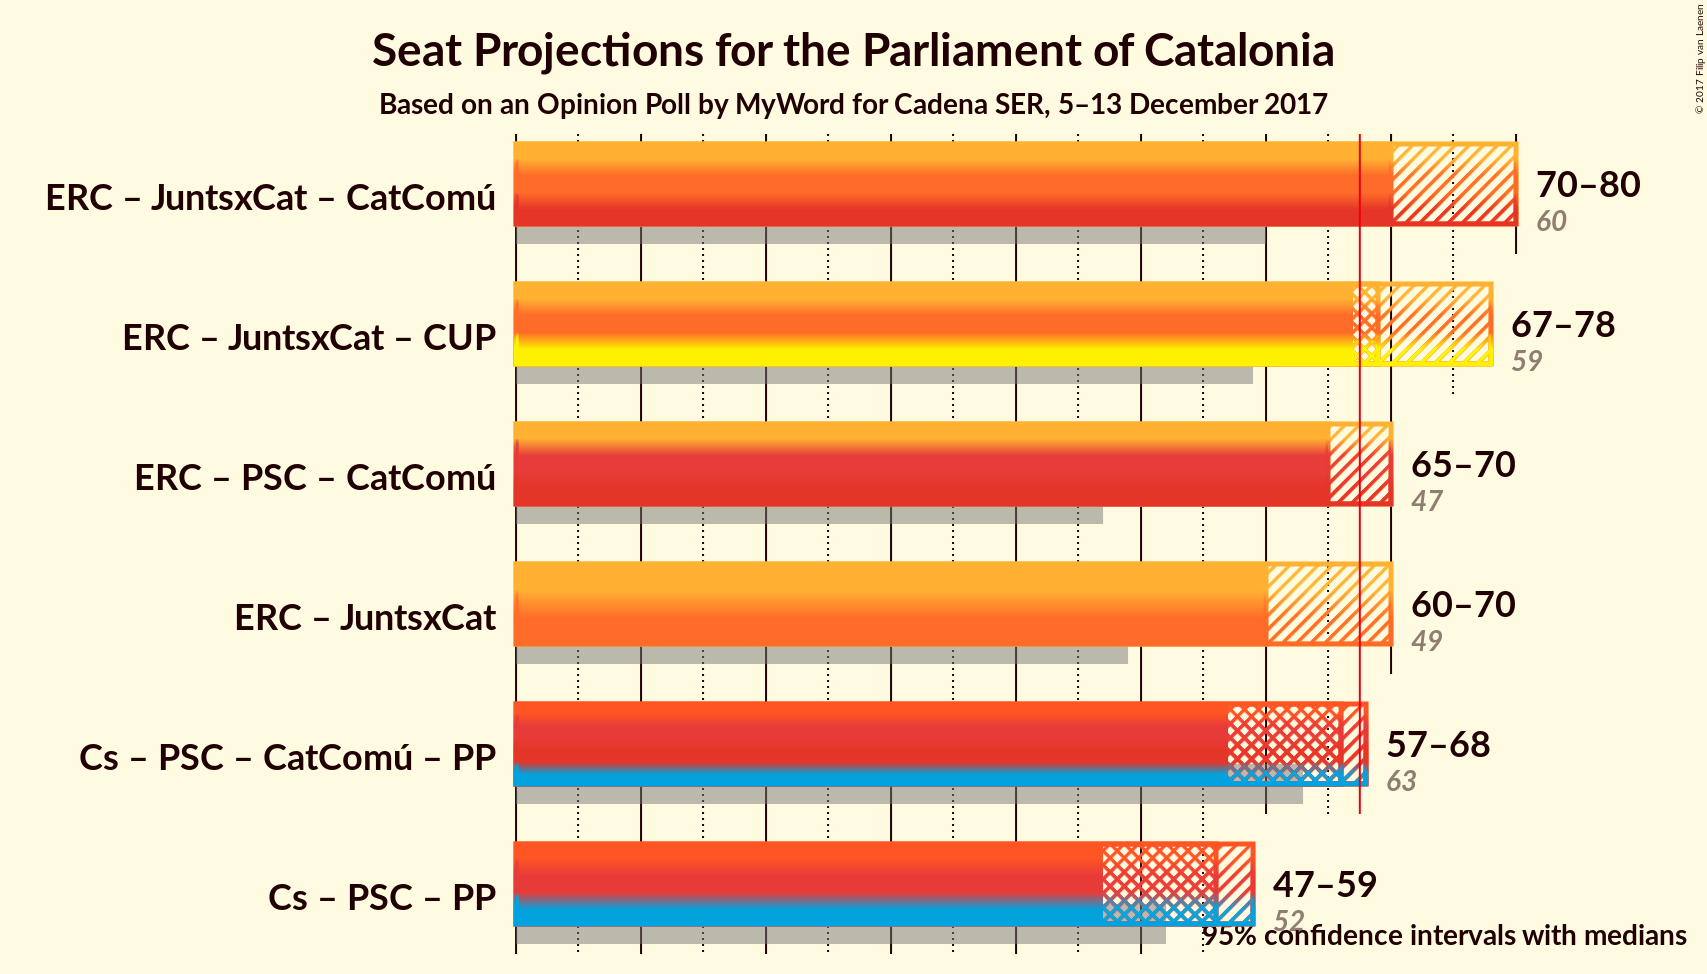 © 2017 Filip van Laenen
Seat Projections for the Parliament of Catalonia
Based on an Opinion Poll by MyWord for Cadena SER, 5–13 December 2017
ERC – JuntsxCat – CatComú
70–80
60
ERC – JuntsxCat – CUP
67–78
59
ERC – PSC – CatComú
65–70
47
ERC – JuntsxCat
60–70
49
Cs – PSC – CatComú – PP
57–68
63
Cs – PSC – PP
47–59
52
95% confidence intervals with medians